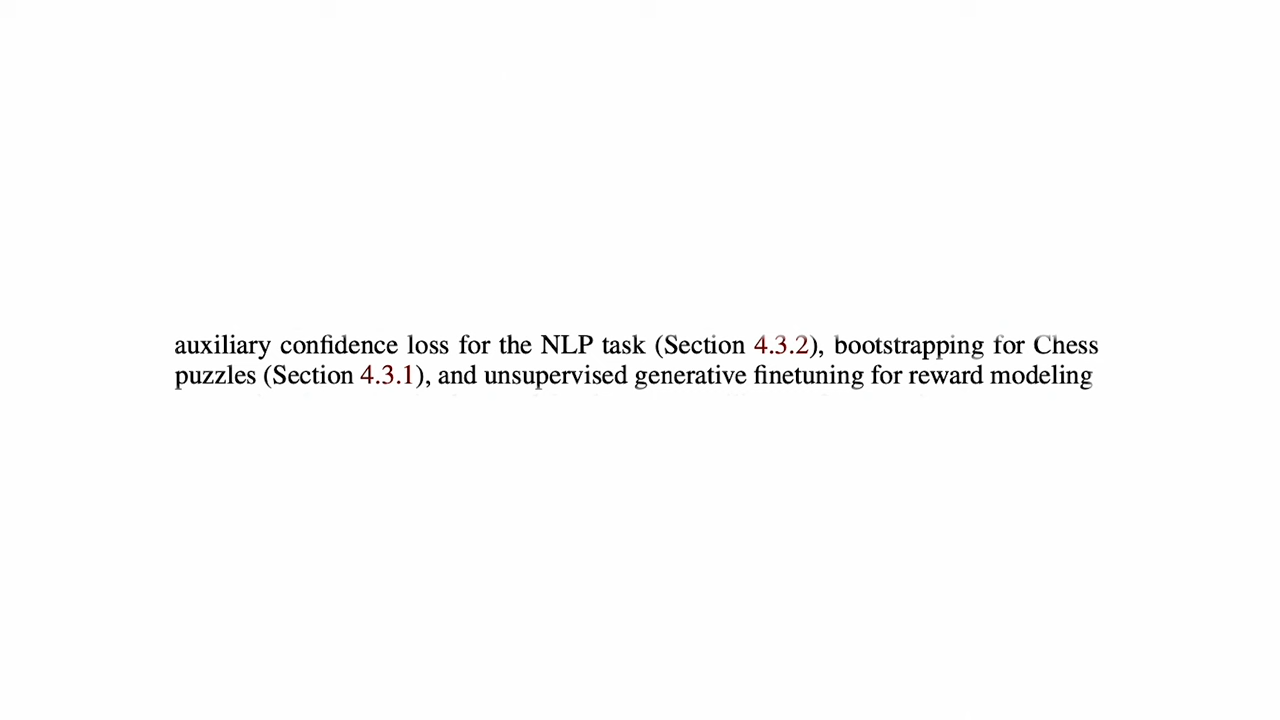 auxiliary confidence loss for the NLP task (Section 4.3.2), bootstrapping for Chess
puzzles (Section 4.3.1), and unsupervised generative finetuning for reward modeling